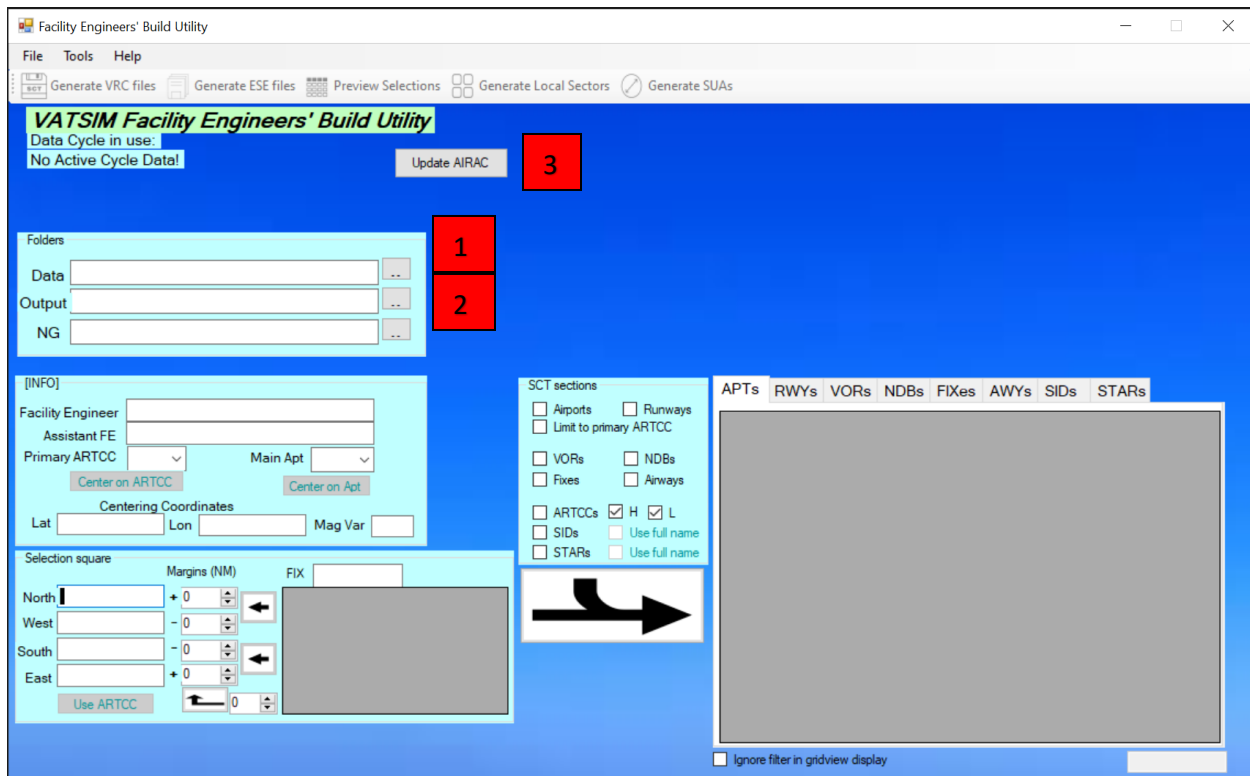 Facility Engineers' Build Utility
File Tools Help
SCT Generate VRC files Generate ESE files Preview Selections Generate Local Sectors Generate SUAs
VATSIM Facility Engineers' Build Utility
Data Cycle in use:
No Active Cycle Data!
Update AIRAC 3
Folders
1
Data ..
Output .. 2
NG ..
[INFO]
Facility Engineer
Assistant FE
Primary ARTCC Main Apt
Center on ARTCC Center on Apt
Centering Coordinates
Lat Lon Mag Var
Selection square
Margins (NM) FIX
North + 0
West - 0
South - 0
East + 0
Use ARTCC 0
SCT sections
Airports Runways
Limit to primary ARTCC
VORs NDBs
Fixes Airways
ARTCCs H L
SIDs Use full name
STARs Use full name
APTs RWYs VORs NDBs FIXes AWYs SIDs STARs
Ignore filter in gridview display